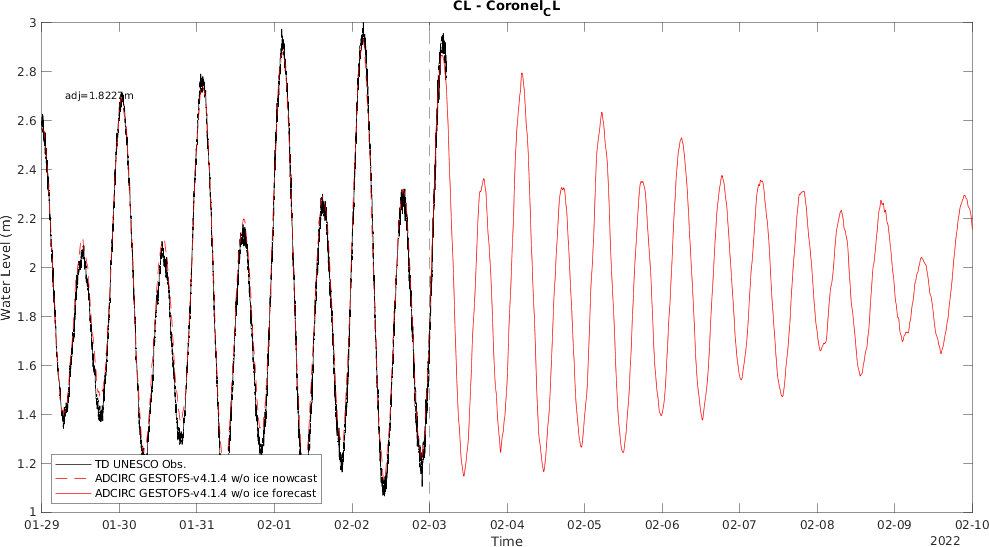 CL - Coronel_CL
3
2.8
2.6
2.4
2.2
2
1.8
1.6
1.4
1.2
1
Water Level (m)
adj=1.8227m
TD UNESCO Obs.
ADCIRC GESTOFS-v4.1.4 w/o ice nowcast
ADCIRC GESTOFS-v4.1.4 w/o ice forecast
01-29 01-30 01-31 02-01 02-02 02-03 02-04 02-05 02-06 02-07 02-08 02-09 02-10
Time
2022